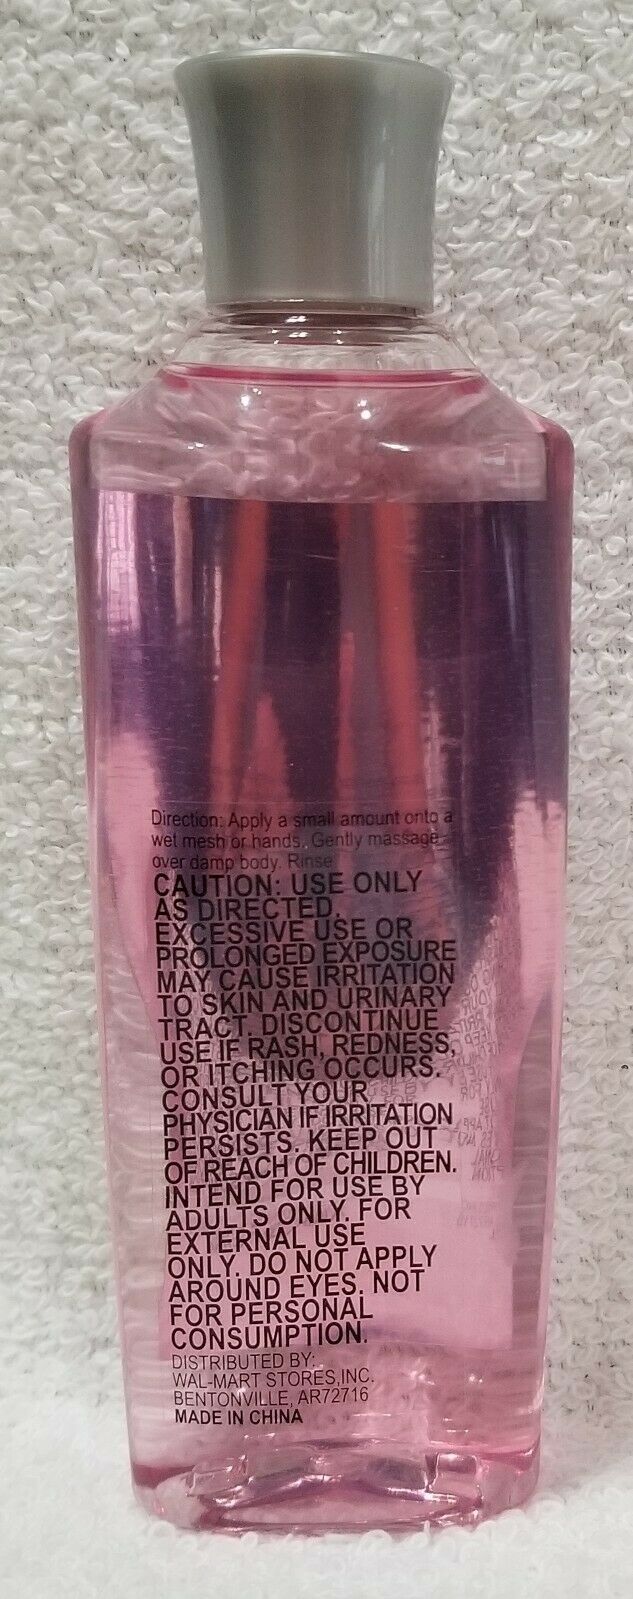 Direction: Apply a small amount onto a
wet mesh or hands. Gently massage
over damp body. Rinse
CAUTION: USE ONLY
AS DIRECTED.
EXCESSIVE USE OR
PROLONGED EXPOSURE
MAY CAUSE IRRITATION
TO SKIN AND URINARY
TRACT. DISCONTINUE
USE IF RASH, REDNESS,
OR ITCHING OCCURS.
CONSULT YOUR
PHYSICIAN IF IRRITATION
PERSISTS. KEEP OUT
OF REACH OF CHILDREN.
INTEND FOR USE BY
ADULTS ONLY. FOR
EXTERNAL USE
ONLY. DO NOT APPLY
AROUND EYES. NOT
FOR PERSONAL
CONSUMPTION.
DISTRIBUTED BY:
WAL-MART STORES,INC.
BENTONVILLE, AR72716
MADE IN CHINA